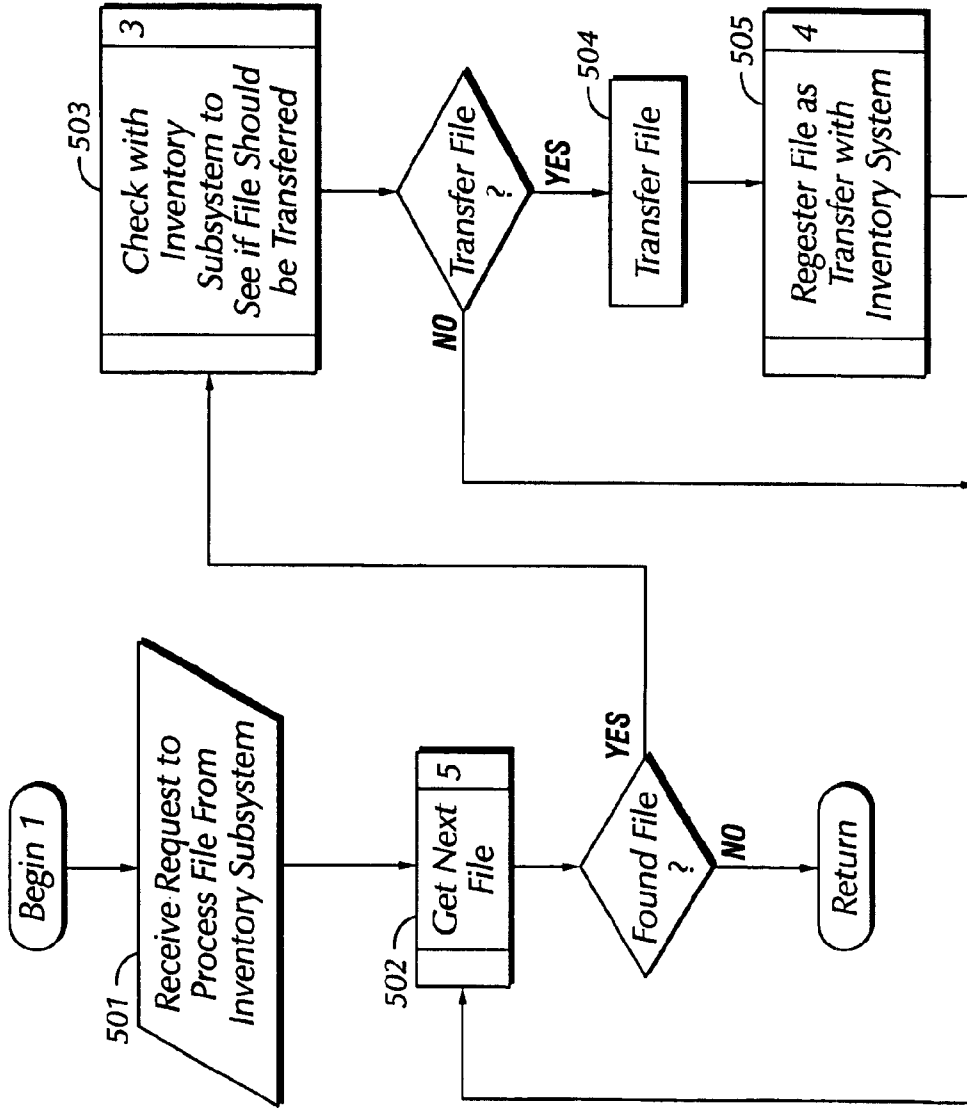 Begin 1
501
Receive Request to
Process File From
Inventory Subsystem
502
Get Next
File
5
Found File
?
YES
NO
Return
503
Check with
Inventory
Subsystem to
See if File Should
be Transferred
3
Transfer File
?
NO
YES
504
Transfer File
505
Regester File as
Transfer with
Inventory System
4